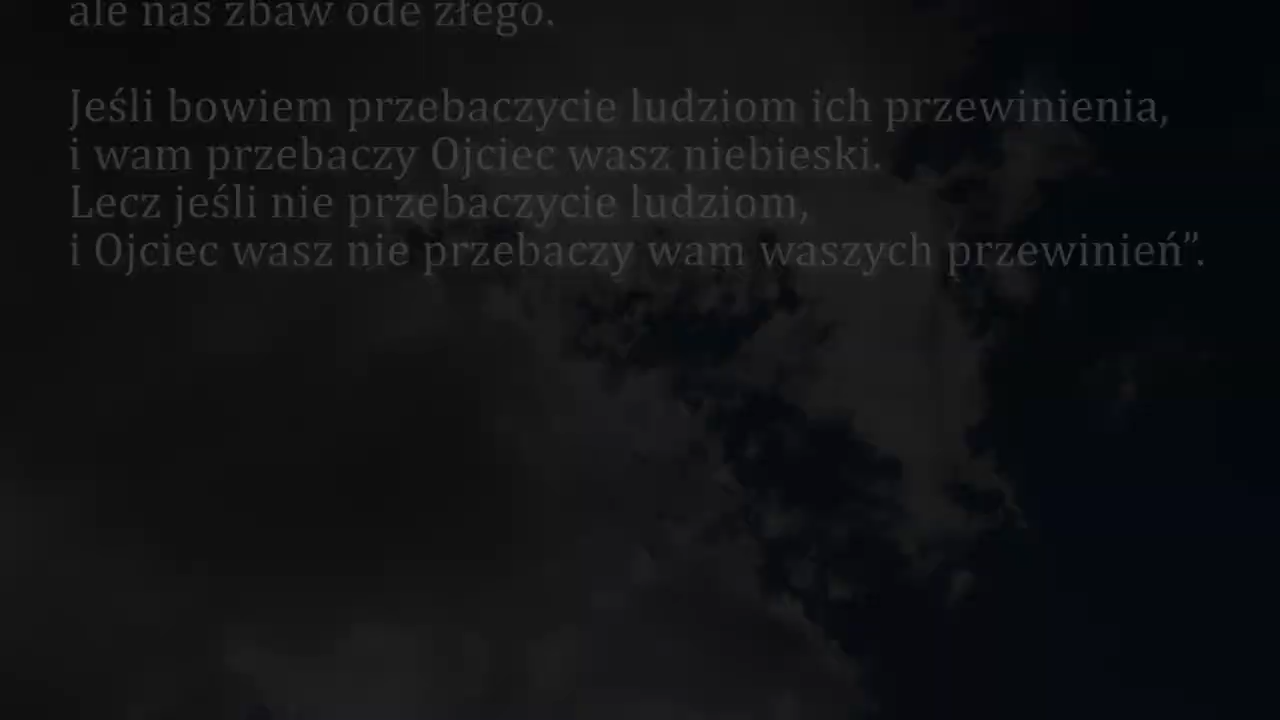 ale nas zbaw ode złego.
Jeśli bowiem przebaczycie ludziom ich przewinienia,
i wam przebaczy Ojciec wasz niebieski.
Lecz jeśli nie przebaczycie ludziom,
i Ojciec wasz nie przebaczy wam waszych przewinień”.